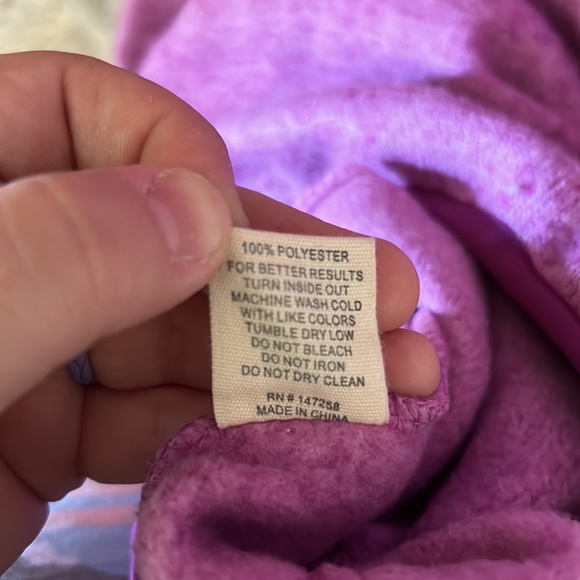 100% POLYESTER
FOR BETTER RESULTS
TURN INSIDE OUT
MACHINE WASH COLD
WITH LIKE COLORS
TUMBLE DRY LOW
DO NOT BLEACH
DO NOT IRON
DO NOT DRY CLEAN
RN # 147258
MADE IN CHINA